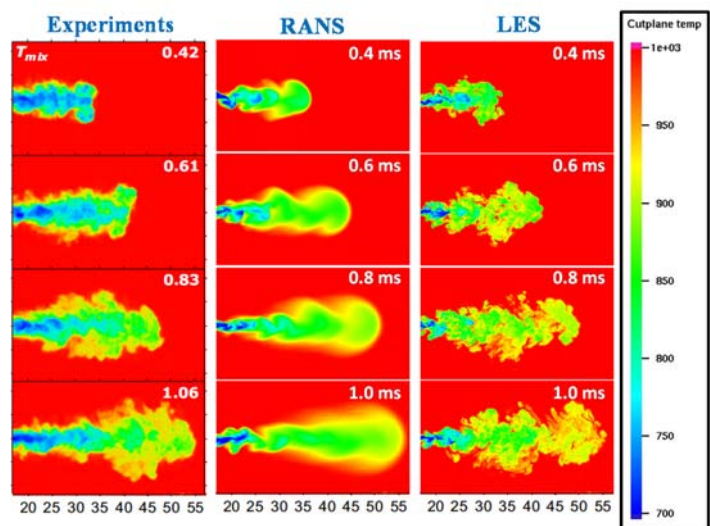 Experiments RANS LES
Cutplane temp
T_mix 0.42 0.4 ms 0.4 ms
1e+03
950
0.61 0.6 ms 0.6 ms
900
850
0.83 0.8 ms 0.8 ms
800
1.06 1.0 ms 1.0 ms
750
700
20 25 30 35 40 45 50 55 20 25 30 35 40 45 50 55 20 25 30 35 40 45 50 55